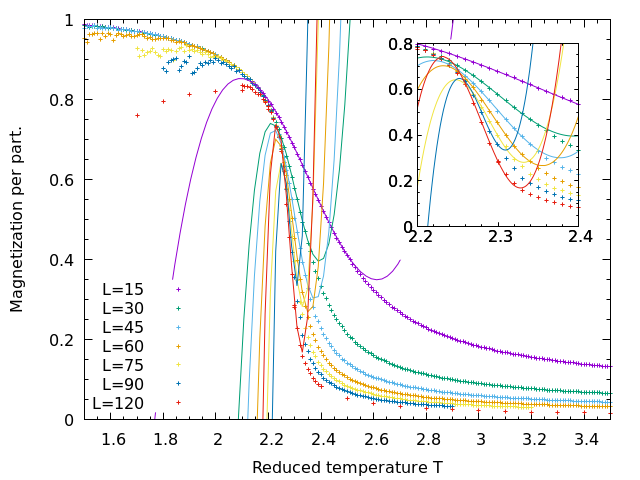 1
0.8
0.6
0.4
0.2
0
Magnetization per part.
1.6
1.8
2
2.2
2.4
2.6
2.8
3
3.2
3.4
Reduced temperature T
L=15
L=30
L=45
L=60
L=75
L=90
L=120
0.8
0.6
0.4
0.2
0
2.2
2.3
2.4